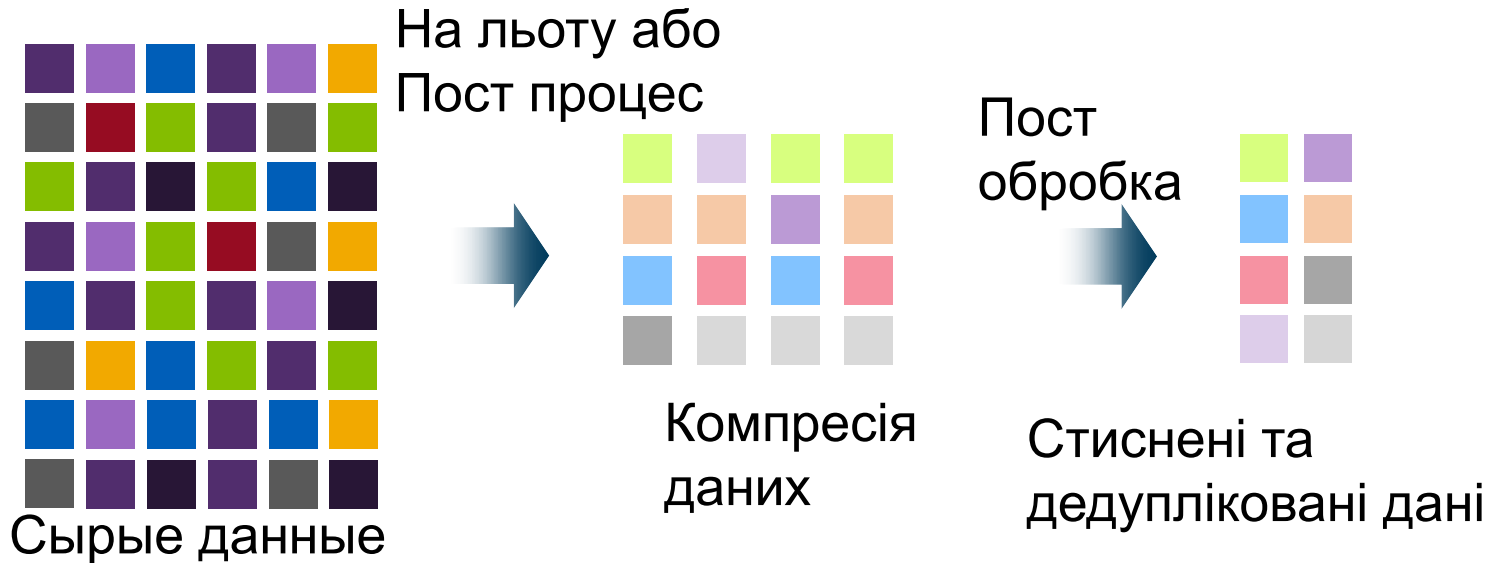 На льоту або
Пост процес
Пост
обробка
Компресія
даних
Стиснені та
дедупліковані дані
Сырые данные